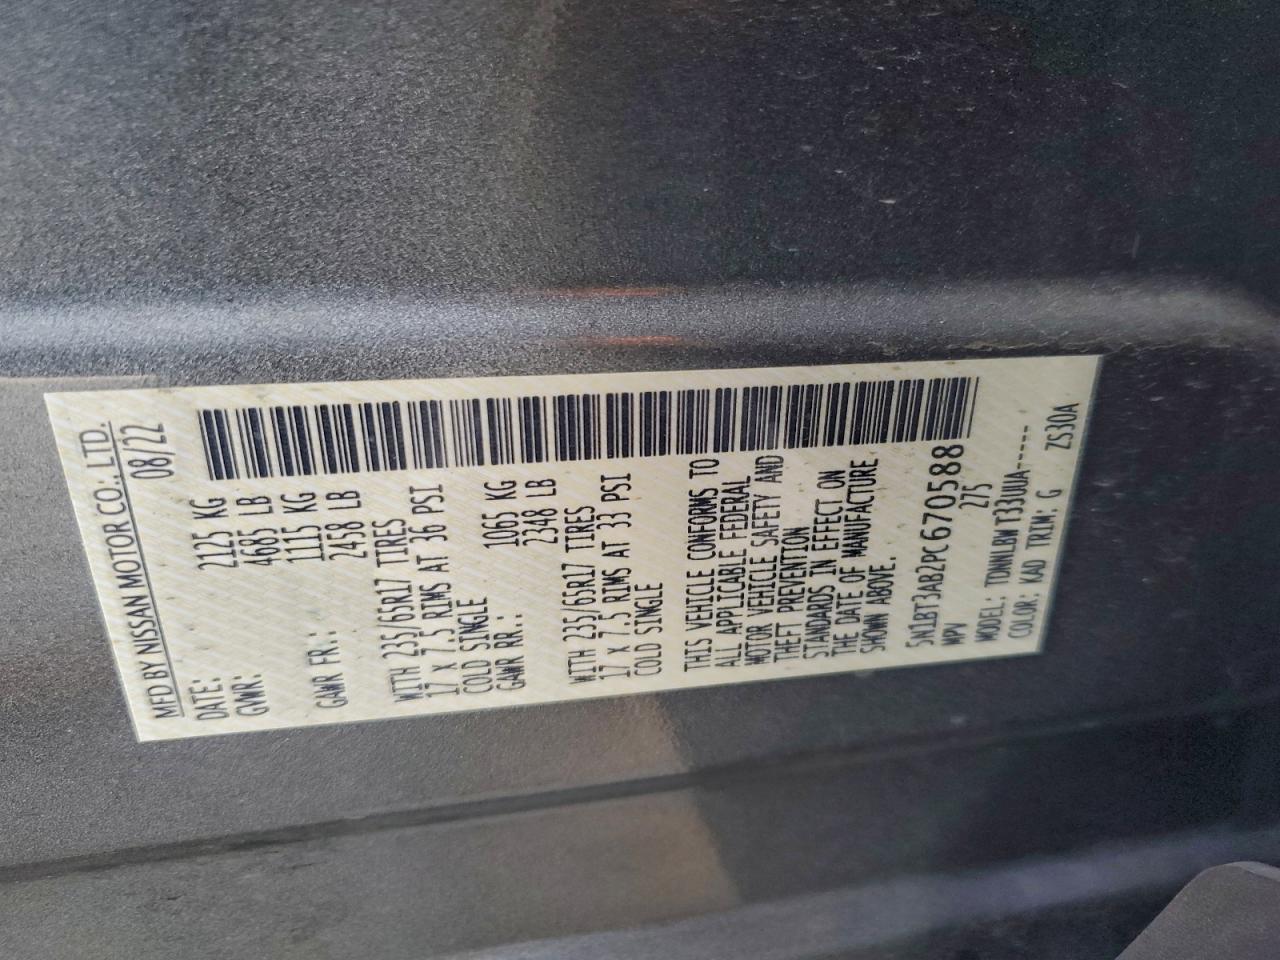 MFD BY NISSAN MOTOR CO., LTD.
DATE: 08/22
GVWR: 2125 KG
4685 LB
GAWR FR.: 1115 KG
2458 LB
WITH 235/65R17 TIRES
17 X 7.5 RIMS AT 36 PSI
COLD SINGLE
GAWR RR.: 1065 KG
2348 LB
WITH 235/65R17 TIRES
17 X 7.5 RIMS AT 33 PSI
COLD SINGLE
THIS VEHICLE CONFORMS TO
ALL APPLICABLE FEDERAL
MOTOR VEHICLE SAFETY AND
THEFT PREVENTION
STANDARDS IN EFFECT ON
THE DATE OF MANUFACTURE
SHOWN ABOVE.
5N1BT3AB2PC670588
MPV 275
MODEL: TDNNLBW T33UUA------
COLOR: KAD TRIM: G ZS30A